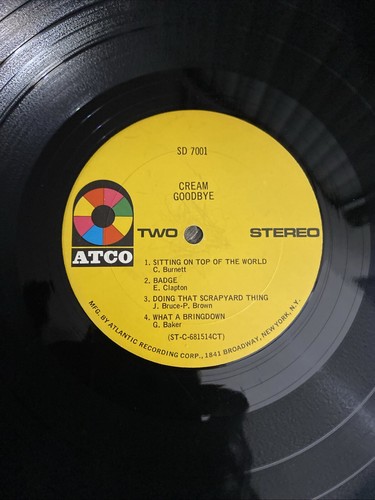 SD 7001
CREAM
GOODBYE
ATCO
TWO STEREO
1. SITTING ON TOP OF THE WORLD
C. Burnett
2. BADGE
E. Clapton
3. DOING THAT SCRAPYARD THING
J. Bruce-P. Brown
4. WHAT A BRINGDOWN
G. Baker
(ST-C-681514CT)
MFG. BY ATLANTIC RECORDING CORP., 1841 BROADWAY, NEW YORK, N.Y.